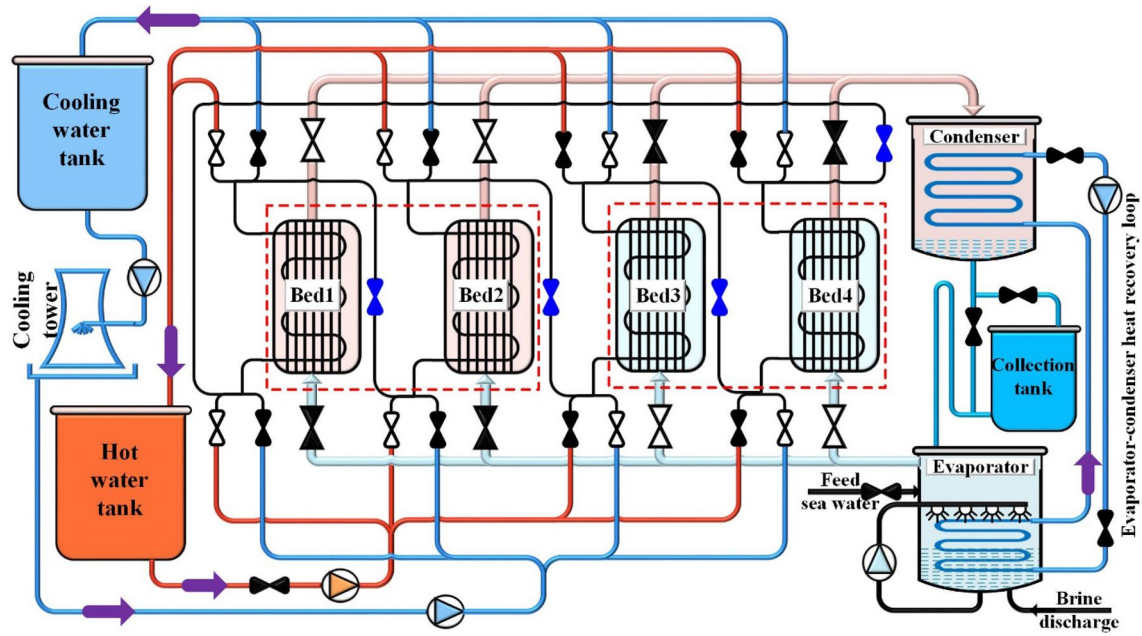 Cooling
water
tank
Cooling
tower
Hot
water
tank
Bed1
Bed2
Bed3
Bed4
Condenser
Collection
tank
Evaporator
Feed
sea water
Brine
discharge
Evaporator-condenser heat recovery loop